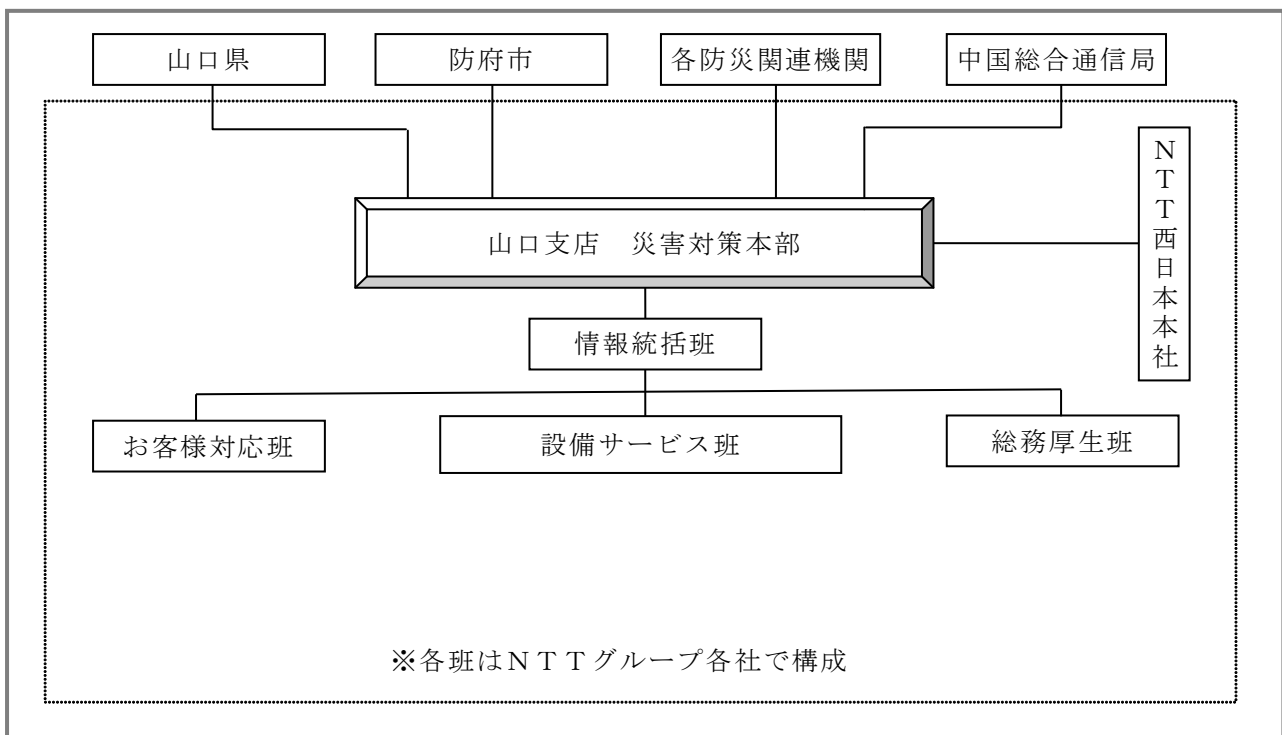 山口県
防府市
各防災関連機関
中国総合通信局
NTT西日本本社
山口支店　災害対策本部
情報統括班
お客様対応班
設備サービス班
総務厚生班
※各班はNTTグループ各社で構成